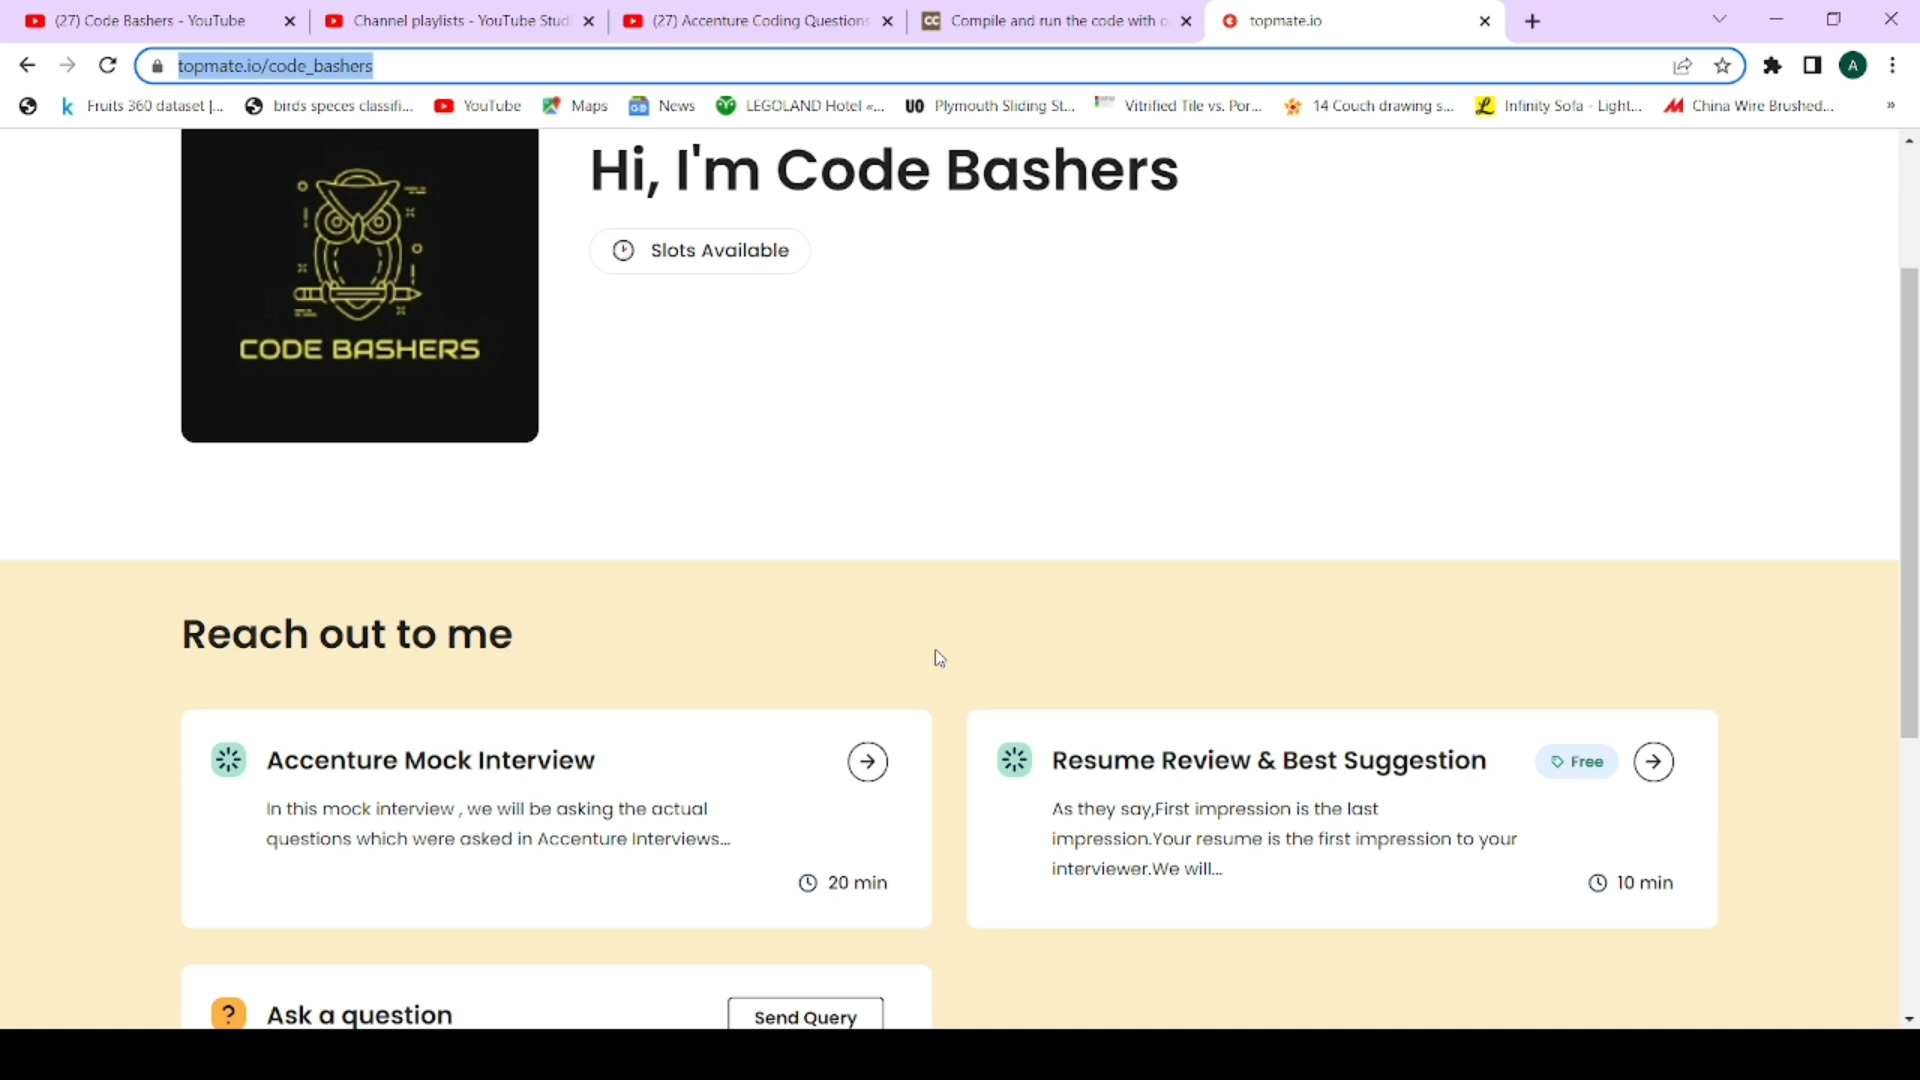 (27) Code Bashers - YouTube
Channel playlists - YouTube Stud
(27) Accenture Coding Questions
CC
Compile and run the code with o
topmate.io
topmate.io/code_bashers
A
Fruits 360 dataset |...
birds speces classifi...
YouTube
Maps
News
LEGOLAND Hotel «...
UO Plymouth Sliding St...
Vitrified Tile vs. Por...
14 Couch drawing s...
Infinity Sofa - Light...
China Wire Brushed...
»
Hi, I'm Code Bashers
Slots Available
CODE BASHERS
Reach out to me
Accenture Mock Interview
In this mock interview , we will be asking the actual
questions which were asked in Accenture Interviews...
20 min
Resume Review & Best Suggestion
Free
As they say,First impression is the last
impression.Your resume is the first impression to your
interviewer.We will...
10 min
? Ask a question
Send Query